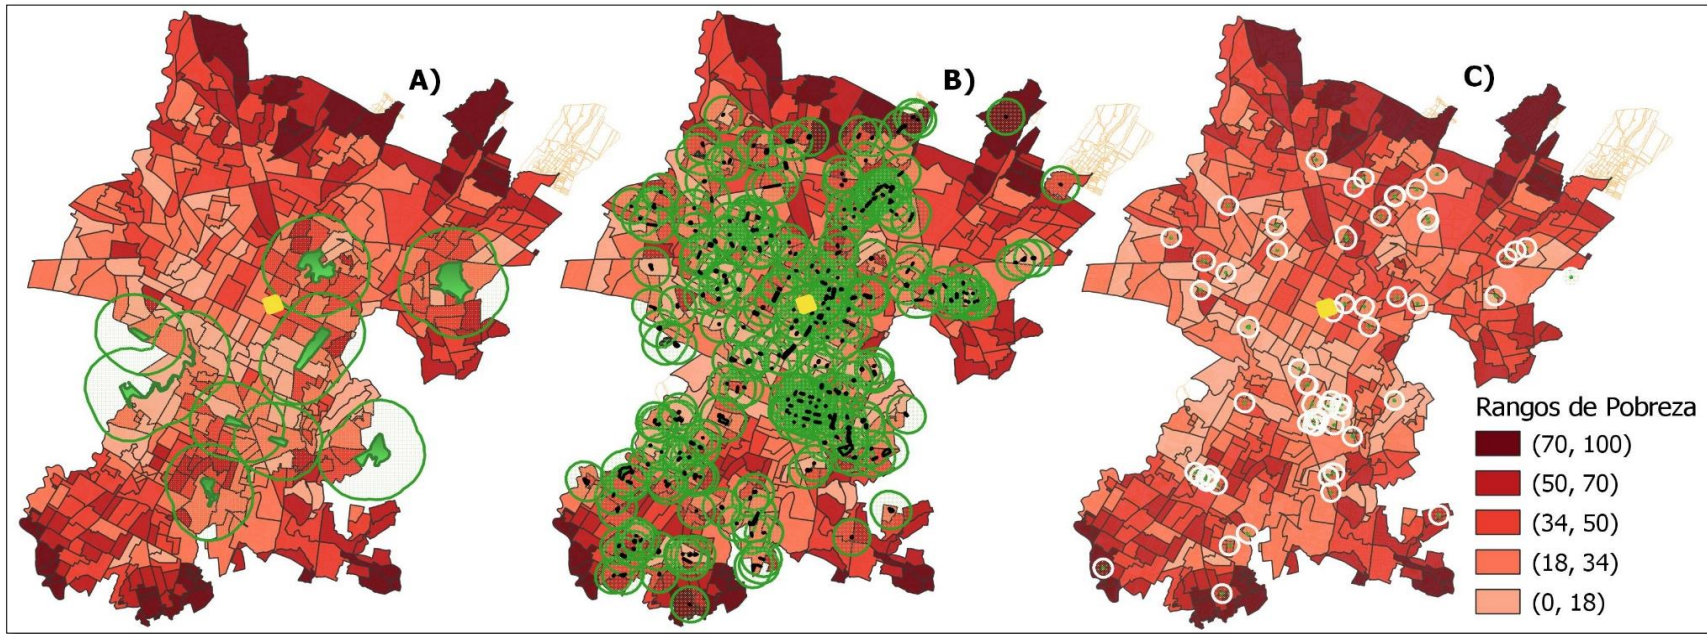 A)
B)
C)
Rangos de Pobreza
(70, 100)
(50, 70)
(34, 50)
(18, 34)
(0, 18)